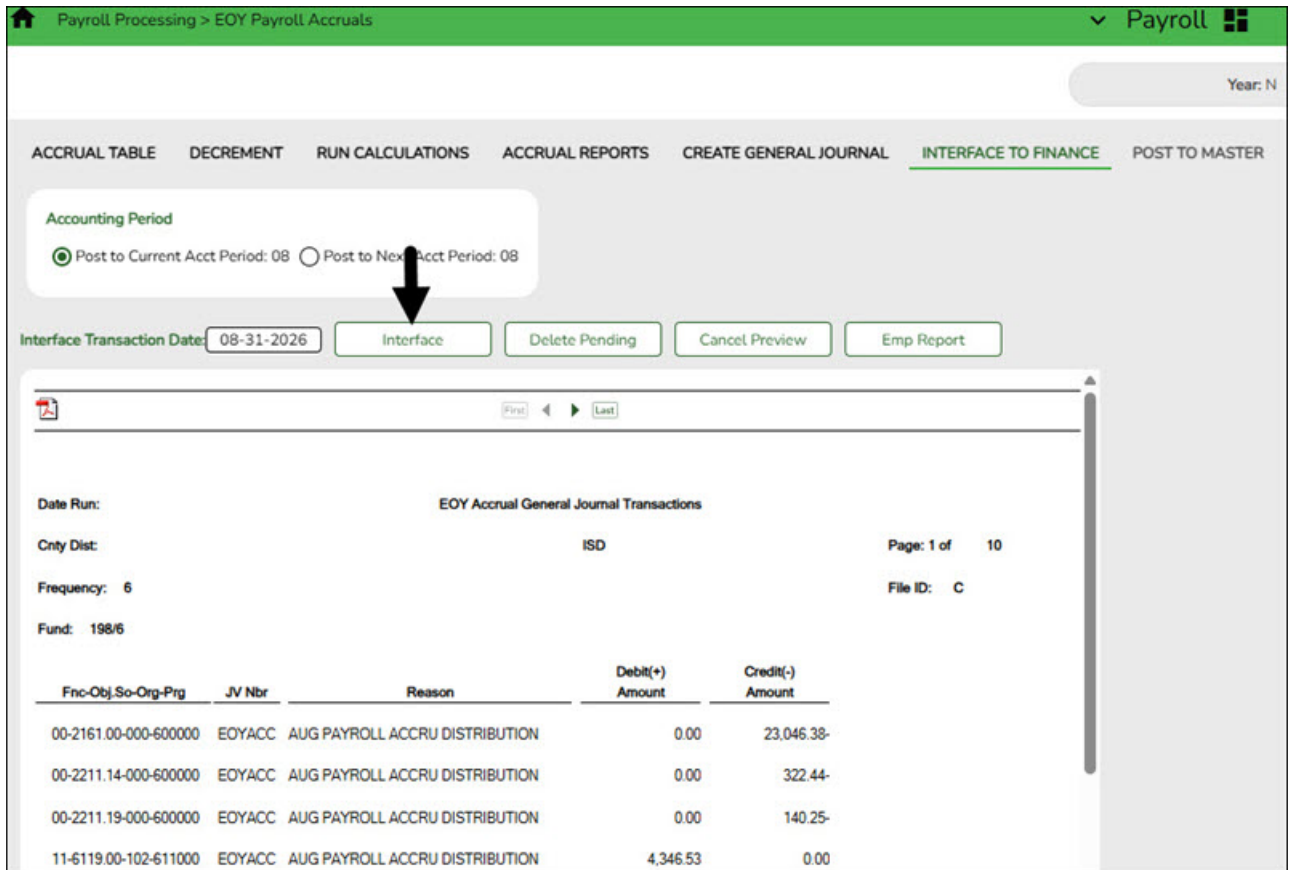 Payroll Processing > EOY Payroll Accruals Payroll
Year: N
ACCRUAL TABLE DECREMENT RUN CALCULATIONS ACCRUAL REPORTS CREATE GENERAL JOURNAL INTERFACE TO FINANCE POST TO MASTER
Accounting Period
Post to Current Acct Period: 08 Post to Next Acct Period: 08
Interface Transaction Date: 08-31-2026 Interface Delete Pending Cancel Preview Emp Report
First Last
Date Run: EOY Accrual General Journal Transactions
Cnty Dist: ISD Page: 1 of 10
Frequency: 6 File ID: C
Fund: 198/6
Debit(+) Credit(-)
Fnc-Obj.So-Org-Prg JV Nbr Reason Amount Amount
00-2161.00-000-600000 EOYACC AUG PAYROLL ACCRU DISTRIBUTION 0.00 23,046.38-
00-2211.14-000-600000 EOYACC AUG PAYROLL ACCRU DISTRIBUTION 0.00 322.44-
00-2211.19-000-600000 EOYACC AUG PAYROLL ACCRU DISTRIBUTION 0.00 140.25-
11-6119.00-102-611000 EOYACC AUG PAYROLL ACCRU DISTRIBUTION 4,346.53 0.00